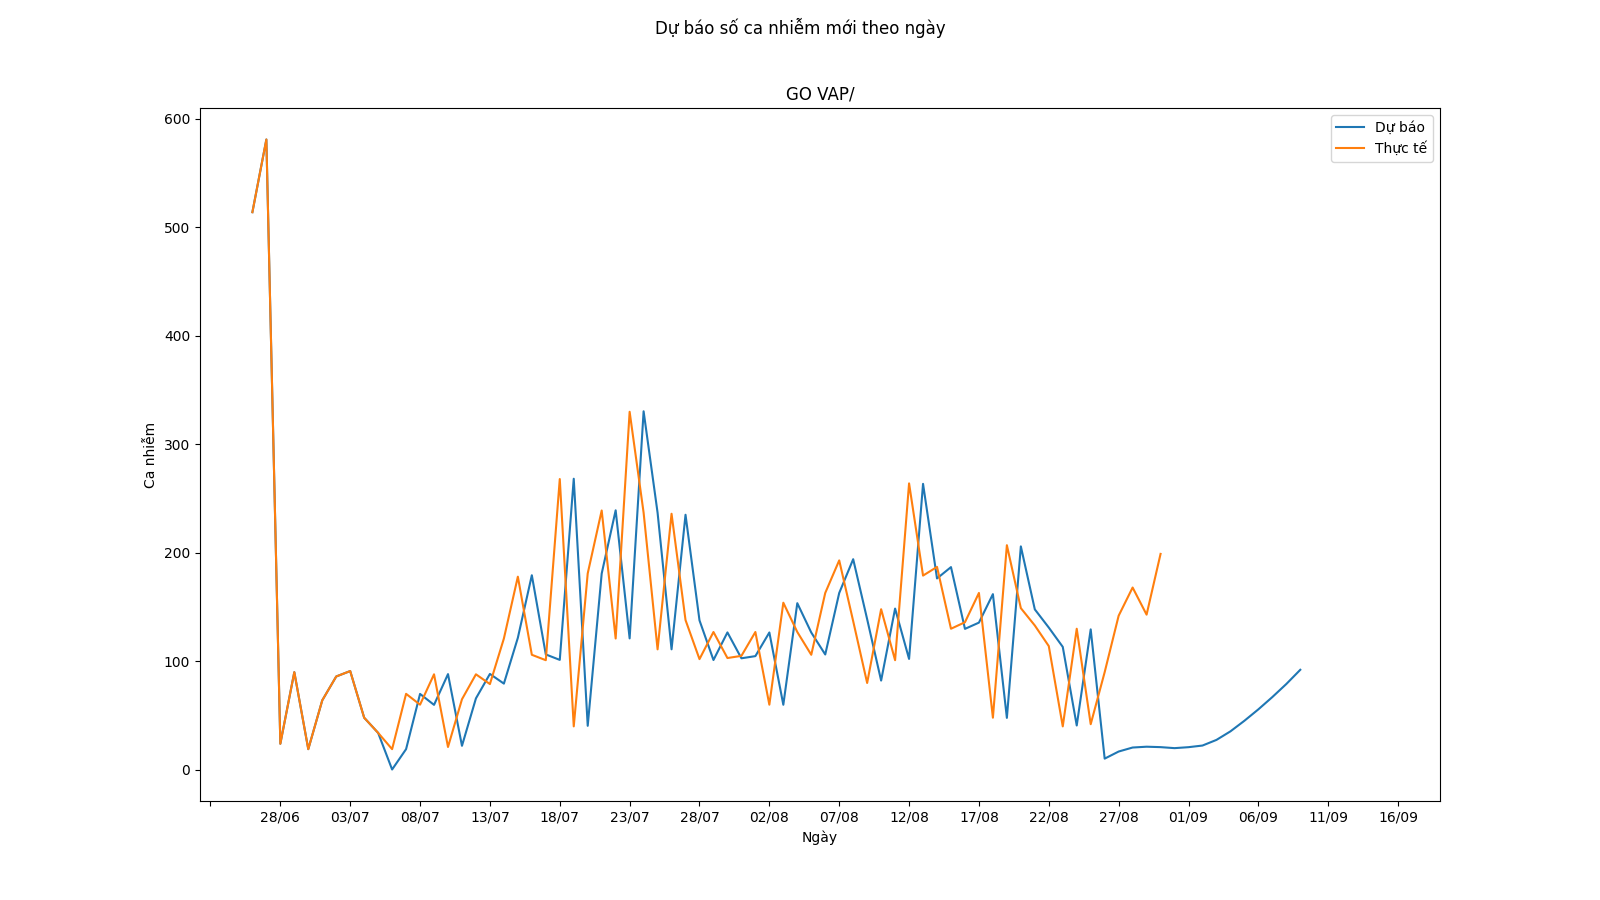 Dự báo số ca nhiễm mới theo ngày
GO VAP/
Dự báo
Thực tế
Ca nhiễm
600
500
400
300
200
100
0
28/06 03/07 08/07 13/07 18/07 23/07 28/07 02/08 07/08 12/08 17/08 22/08 27/08 01/09 06/09 11/09 16/09
Ngày